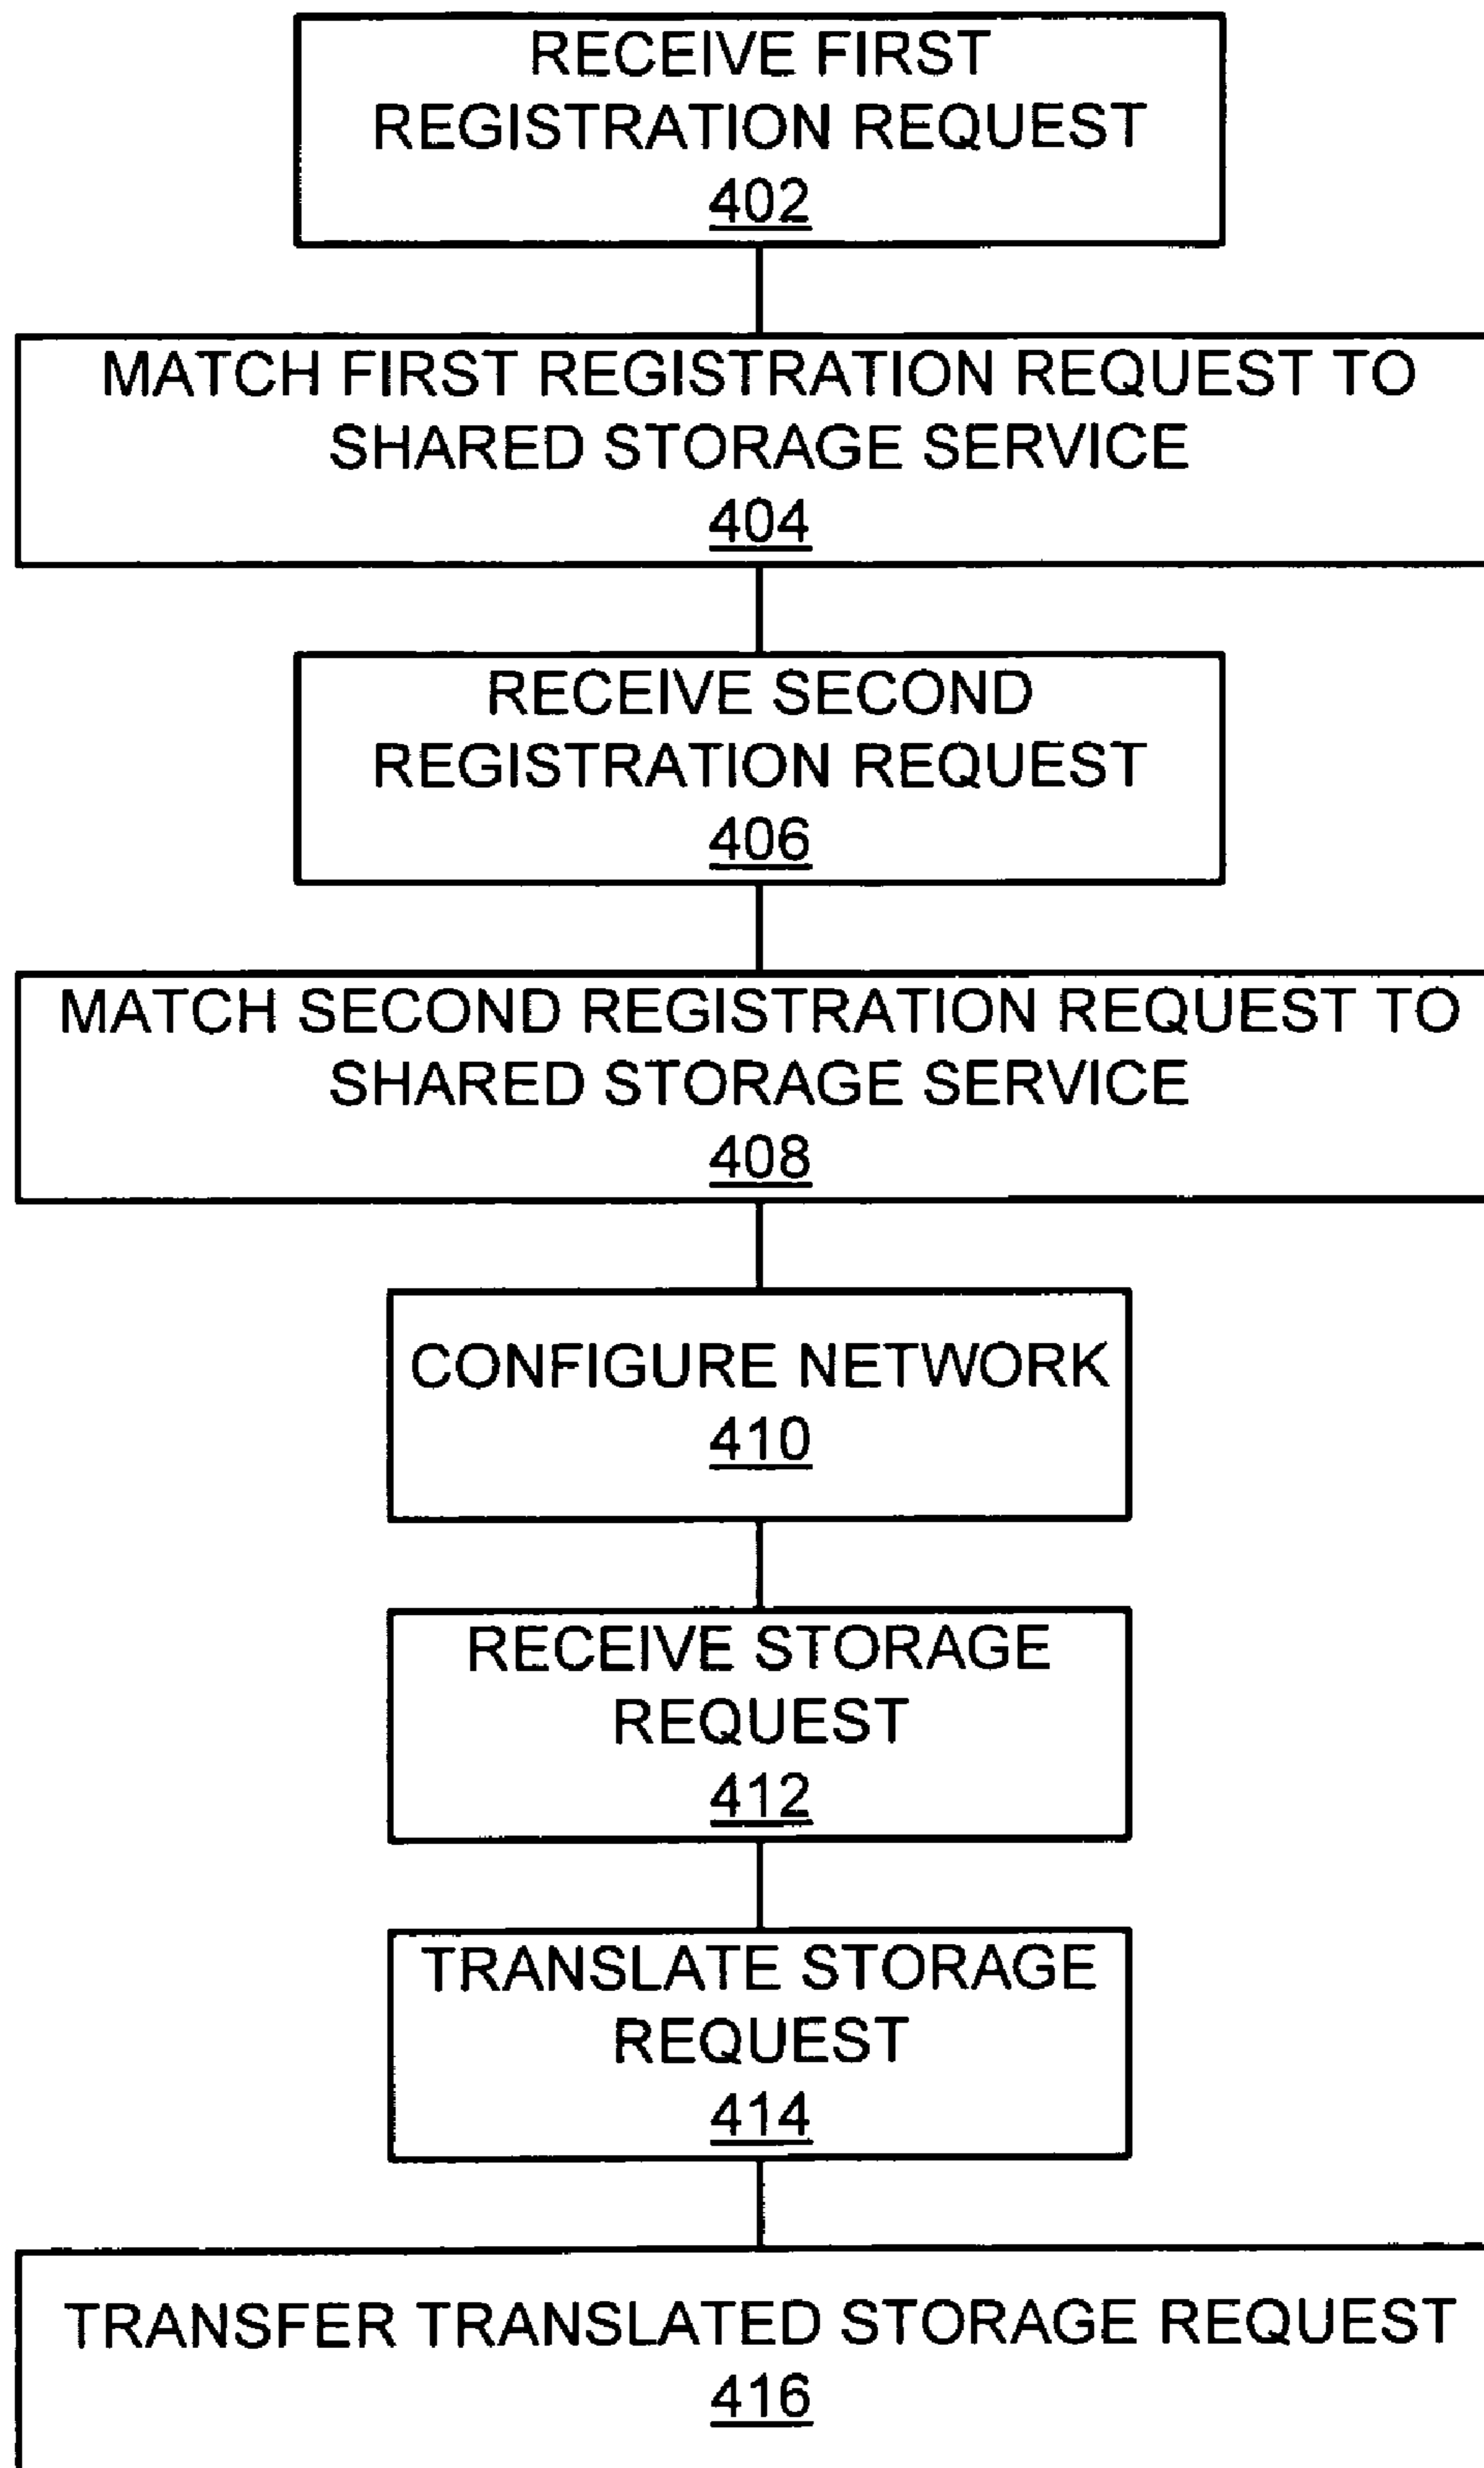 RECEIVE FIRST
REGISTRATION REQUEST
402
MATCH FIRST REGISTRATION REQUEST TO
SHARED STORAGE SERVICE
404
RECEIVE SECOND
REGISTRATION REQUEST
406
MATCH SECOND REGISTRATION REQUEST TO
SHARED STORAGE SERVICE
408
CONFIGURE NETWORK
410
RECEIVE STORAGE
REQUEST
412
TRANSLATE STORAGE
REQUEST
414
TRANSFER TRANSLATED STORAGE REQUEST
416